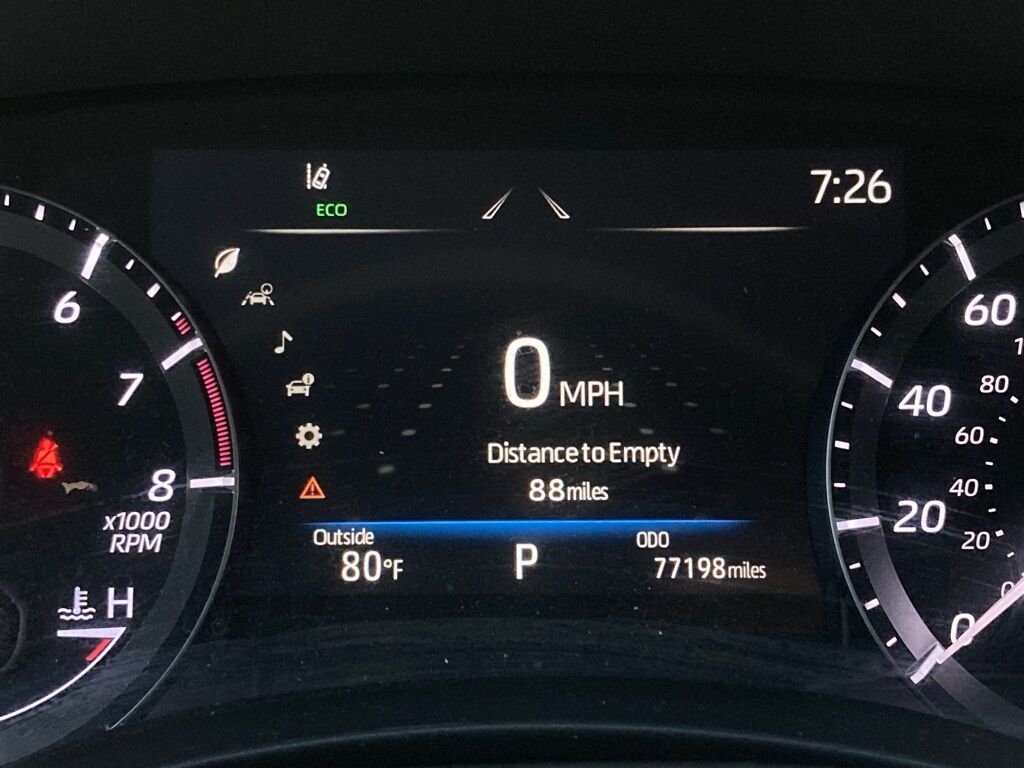 7:26
ECO
6
7
8
x1000
RPM
H
0 MPH
Distance to Empty
88 miles
Outside
80°F
P
ODO
77198 miles
60
40
20
0
80
60
40
20